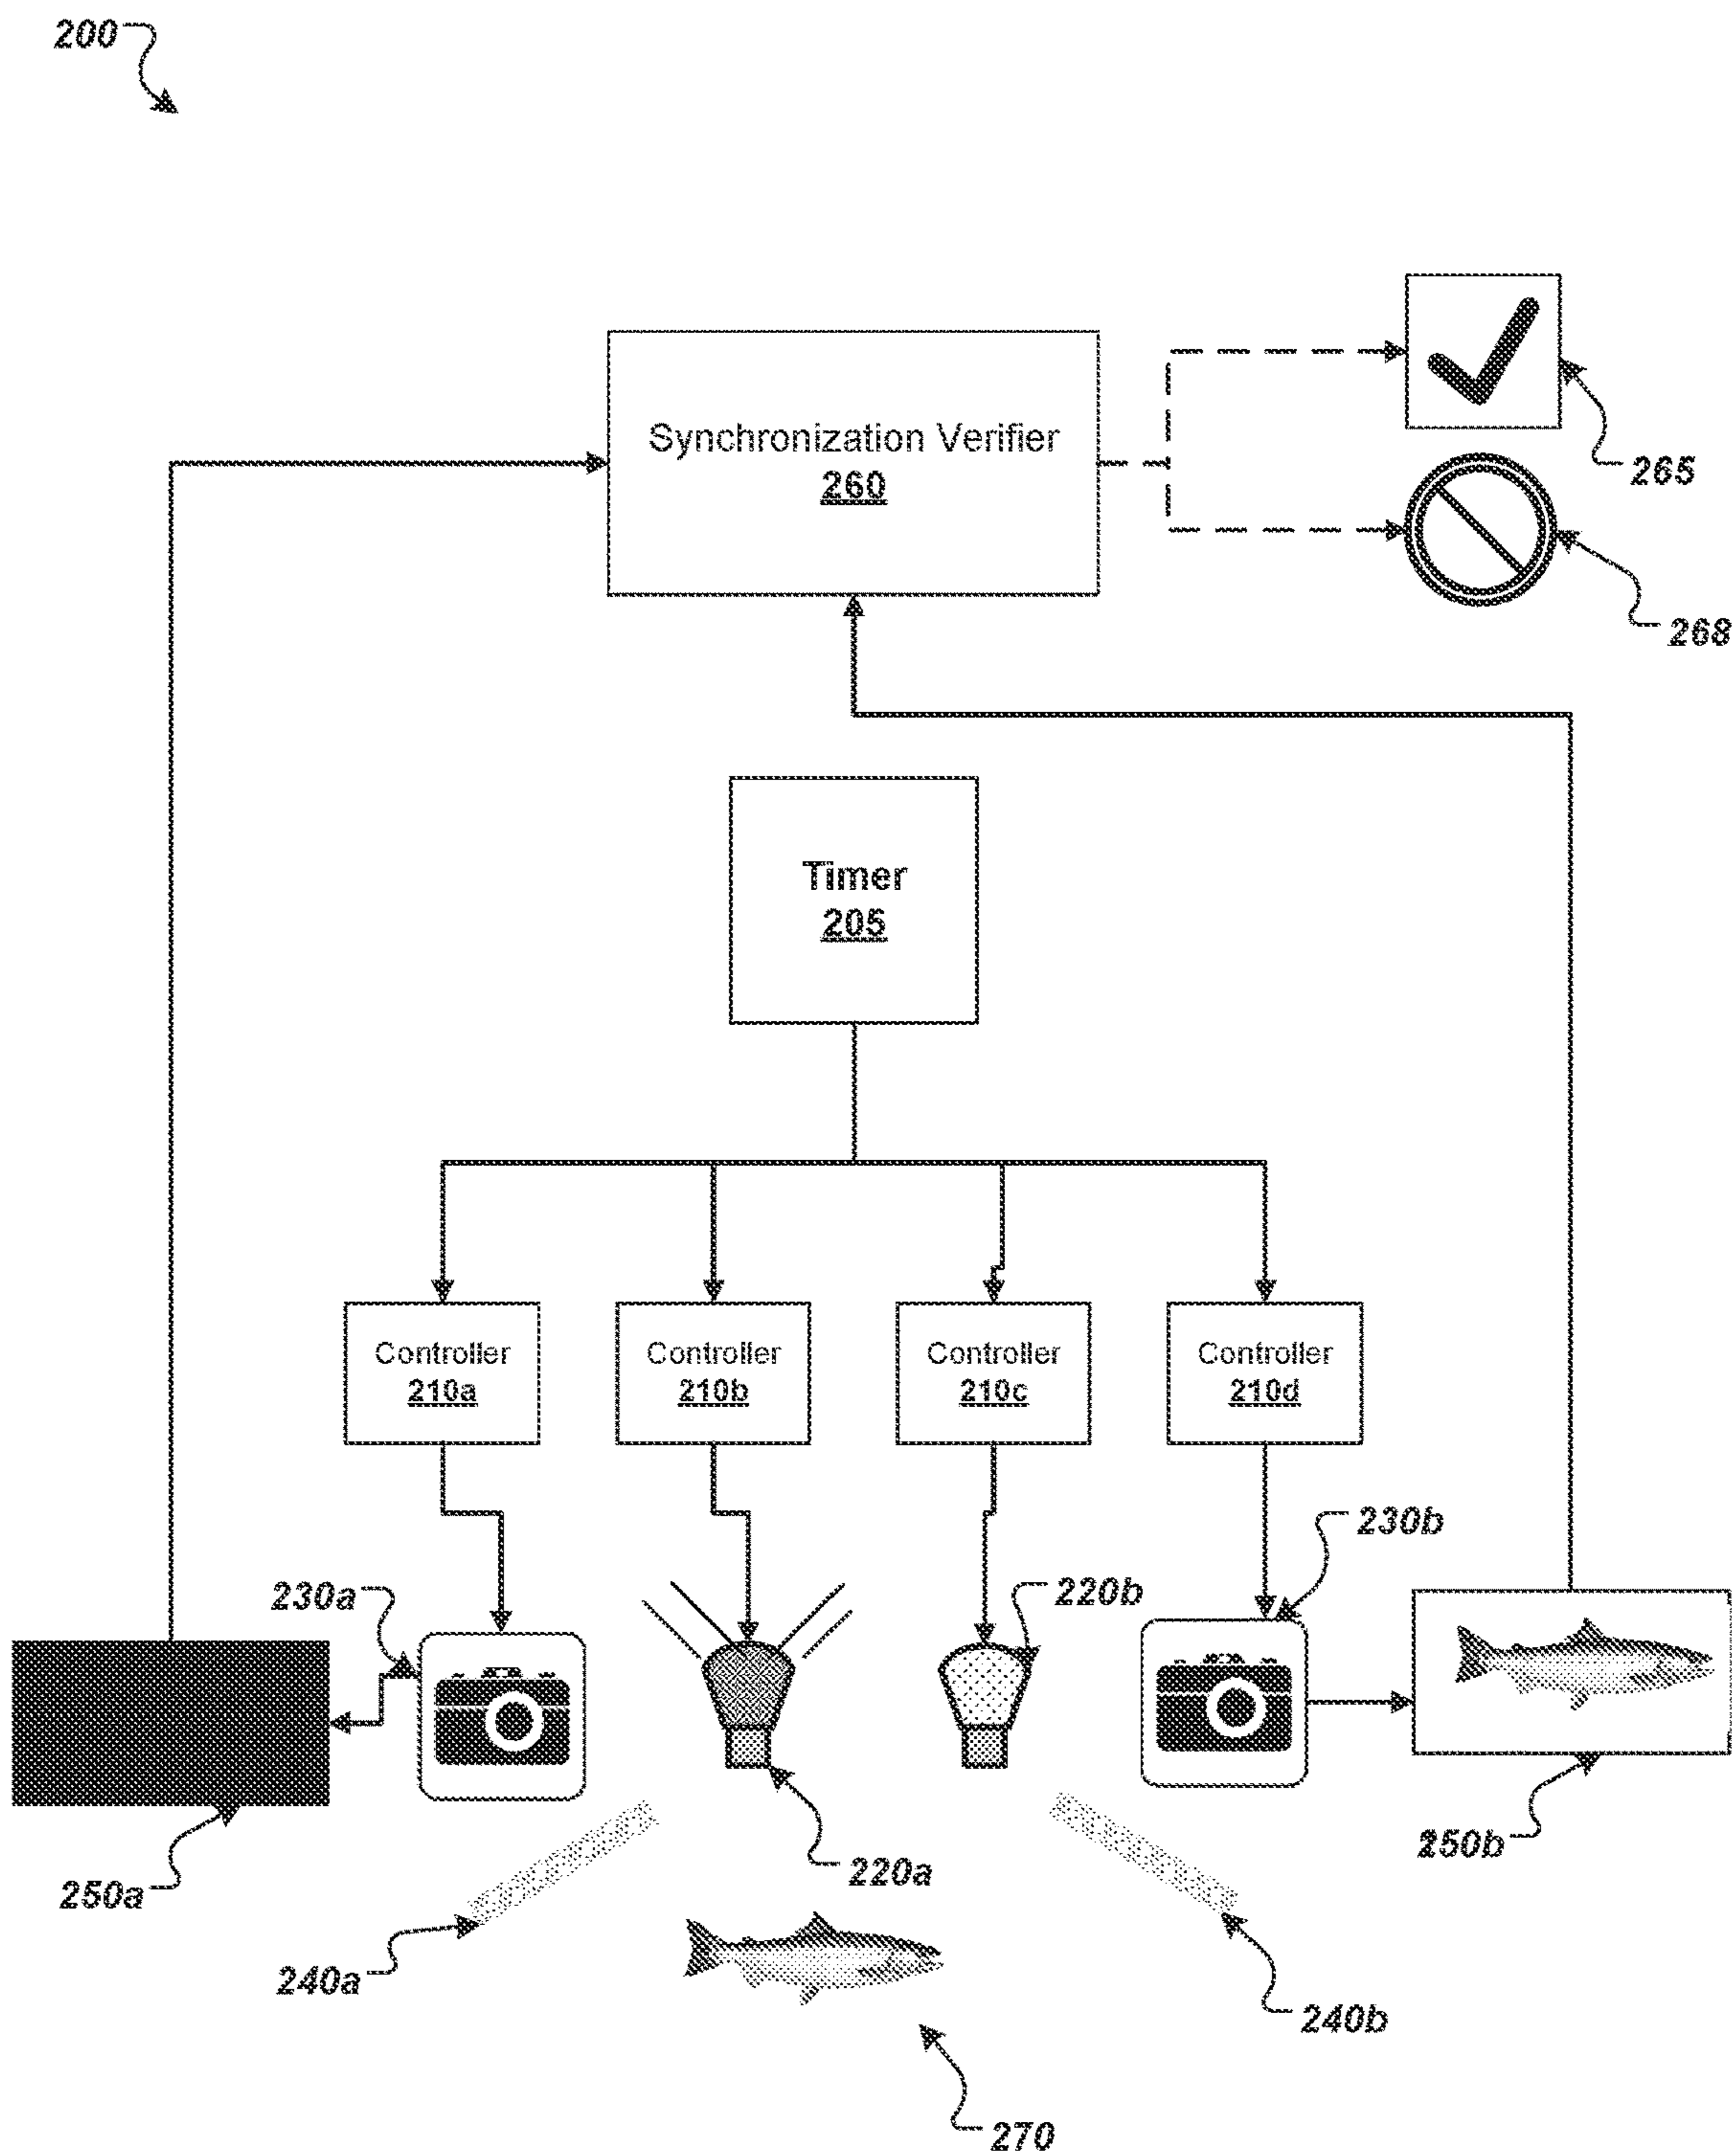 200
Synchronization Verifier
260
265
268
Timer
205
Controller
210a
Controller
210b
Controller
210c
Controller
210d
230a
220b
230b
250a
220a
250b
240a
240b
270